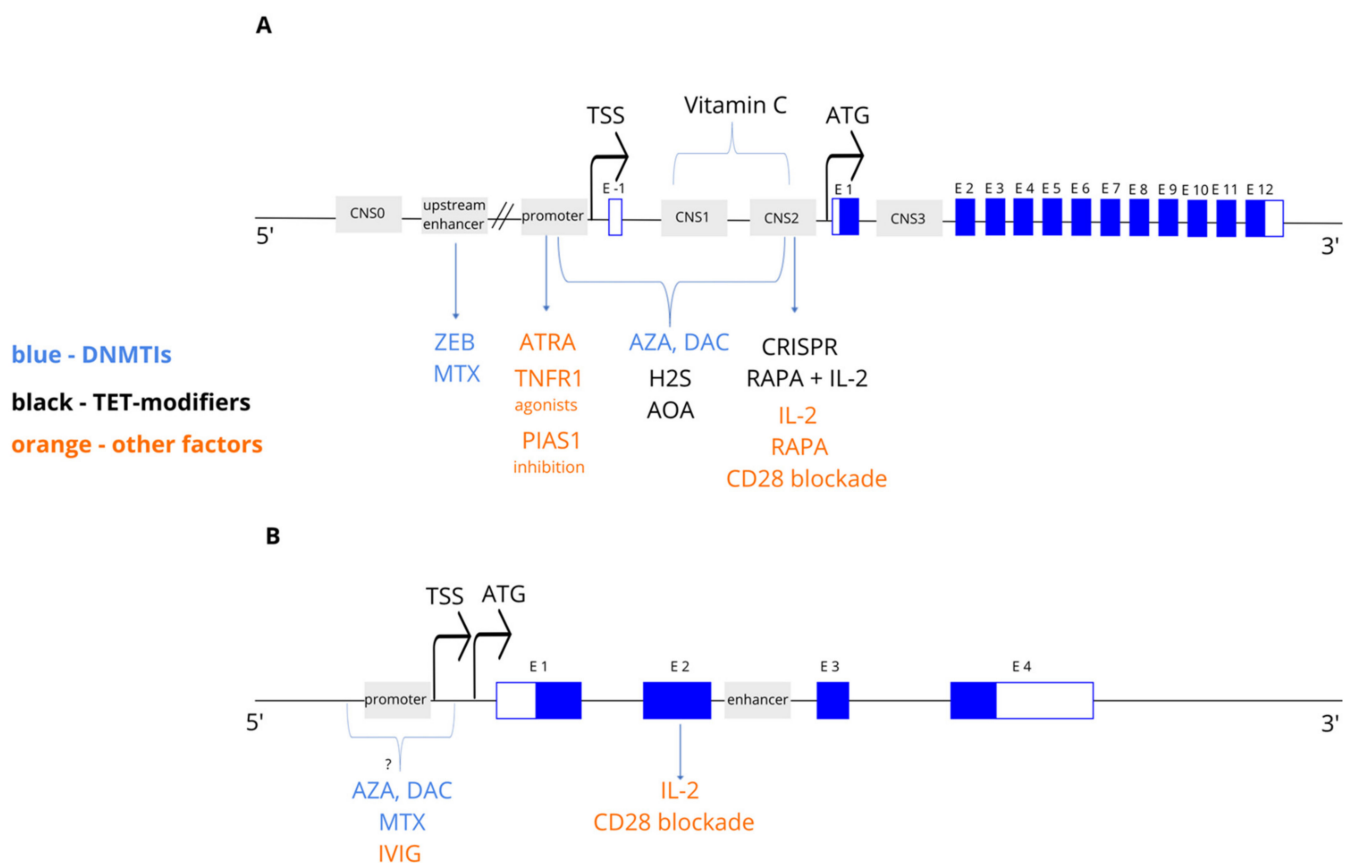 A
TSS
Vitamin C
ATG
E -1
E 1
E 2 E 3 E 4 E 5 E 6 E 7 E 8 E 9 E 10 E 11 E 12
CNS0
upstream
enhancer
promoter
CNS1
CNS2
CNS3
5'
3'
blue - DNMTIs
black - TET-modifiers
orange - other factors
ZEB
MTX
ATRA
TNFR1
agonists
PIAS1
inhibition
AZA, DAC
H2S
AOA
CRISPR
RAPA + IL-2
IL-2
RAPA
CD28 blockade
B
TSS
ATG
E 1
E 2
E 3
E 4
promoter
enhancer
5'
3'
?
AZA, DAC
MTX
IVIG
IL-2
CD28 blockade